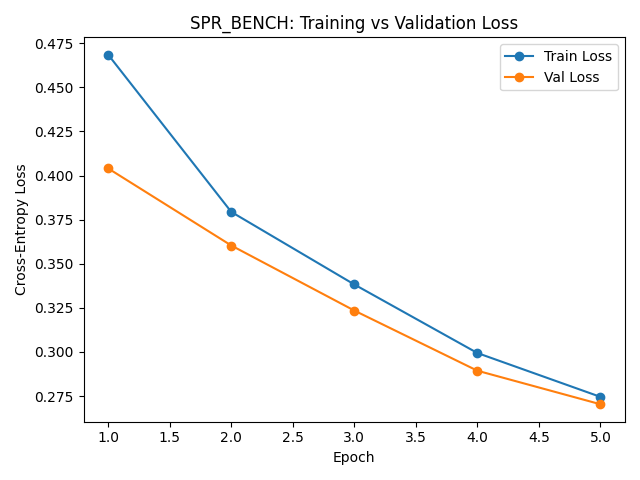 SPR_BENCH: Training vs Validation Loss
Train Loss
Val Loss
Cross-Entropy Loss
0.475
0.450
0.425
0.400
0.375
0.350
0.325
0.300
0.275
1.0 1.5 2.0 2.5 3.0 3.5 4.0 4.5 5.0
Epoch